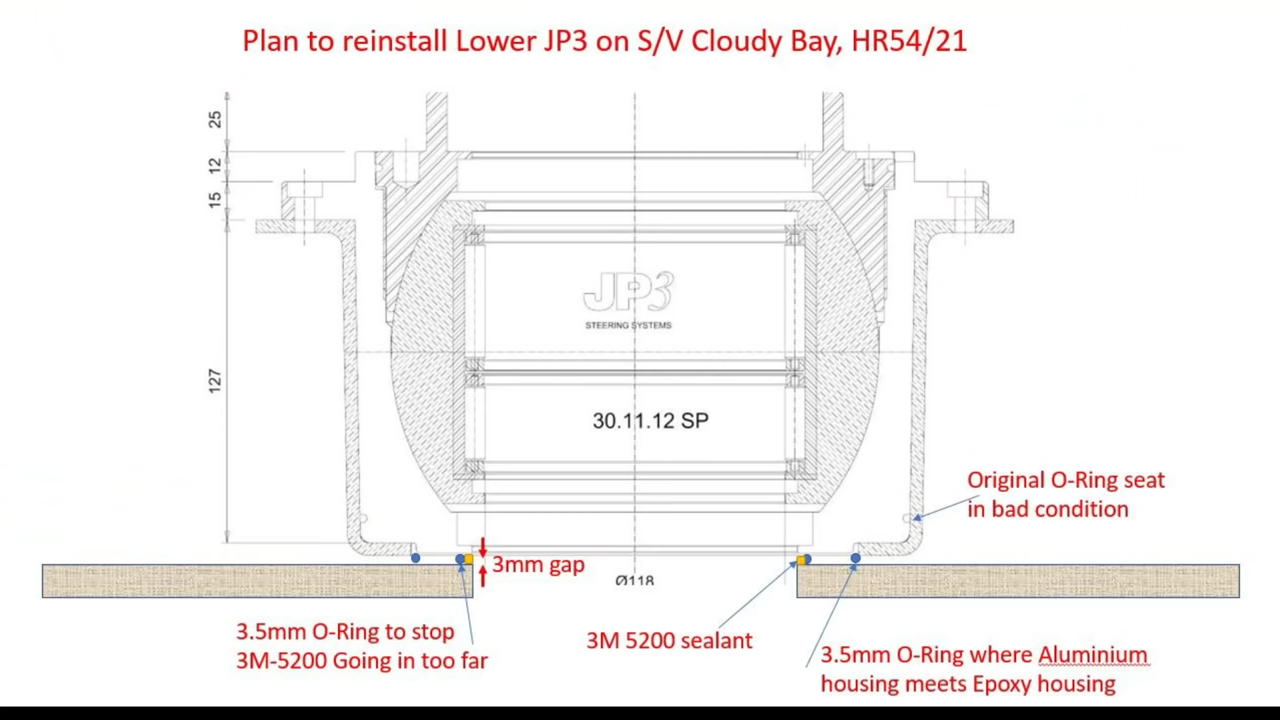 Plan to reinstall Lower JP3 on S/V Cloudy Bay, HR54/21
25
12
15
127
JP3
STEERING SYSTEMS
30.11.12 SP
Original O-Ring seat
in bad condition
3mm gap
Ø118
3.5mm O-Ring to stop
3M-5200 Going in too far
3M 5200 sealant
3.5mm O-Ring where Aluminium
housing meets Epoxy housing